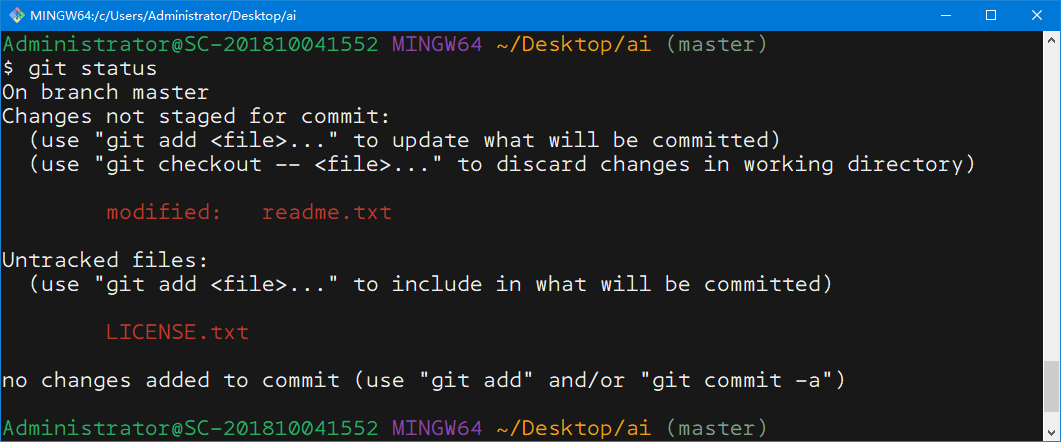 MINGW64:/c/Users/Administrator/Desktop/ai
Administrator@SC-201810041552 MINGW64 ~/Desktop/ai (master)
$ git status
On branch master
Changes not staged for commit:
  (use "git add <file>..." to update what will be committed)
  (use "git checkout -- <file>..." to discard changes in working directory)
        modified:   readme.txt
Untracked files:
  (use "git add <file>..." to include in what will be committed)
        LICENSE.txt
no changes added to commit (use "git add" and/or "git commit -a")
Administrator@SC-201810041552 MINGW64 ~/Desktop/ai (master)